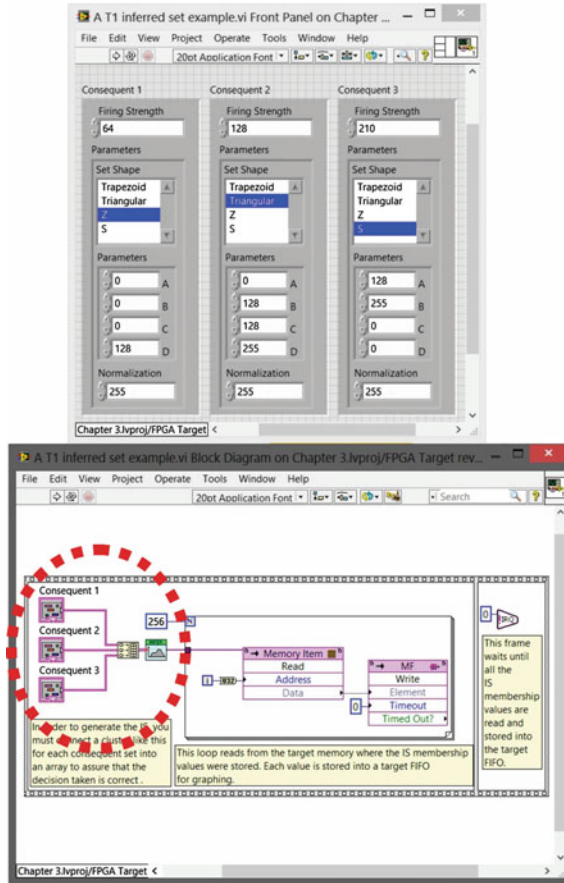 A T1 inferred set example.vi Front Panel on Chapter ...
File Edit View Project Operate Tools Window Help
20pt Application Font
Consequent 1 Consequent 2 Consequent 3
Firing Strength Firing Strength Firing Strength
64 128 210
Parameters Parameters Parameters
Set Shape Set Shape Set Shape
Trapezoid Trapezoid Trapezoid
Triangular Triangular Triangular
Z Z Z
S S S
Parameters Parameters Parameters
0 A 0 A 128 A
0 B 128 B 255 B
0 C 128 C 0 C
128 D 255 D 0 D
Normalization Normalization Normalization
255 255 255
Chapter 3.lvproj/FPGA Target
A T1 inferred set example.vi Block Diagram on Chapter 3.lvproj/FPGA Target rev...
File Edit View Project Operate Tools Window Help
20pt Application Font Search
Consequent 1
Consequent 2
Consequent 3
256 N
Memory Item
Read
Address
Data
i U32
MF
Write
Element
0 Timeout
Timed Out?
0
In order to generate the IS, you
must connect a cluster like this
for each consequent set into
an array to assure that the
decision taken is correct .
This loop reads from the target memory where the IS membership
values were stored. Each value is stored into a target FIFO
for graphing.
This frame
waits until
all the
IS
membership
values are
read and
stored into
the target
FIFO.
Chapter 3.lvproj/FPGA Target